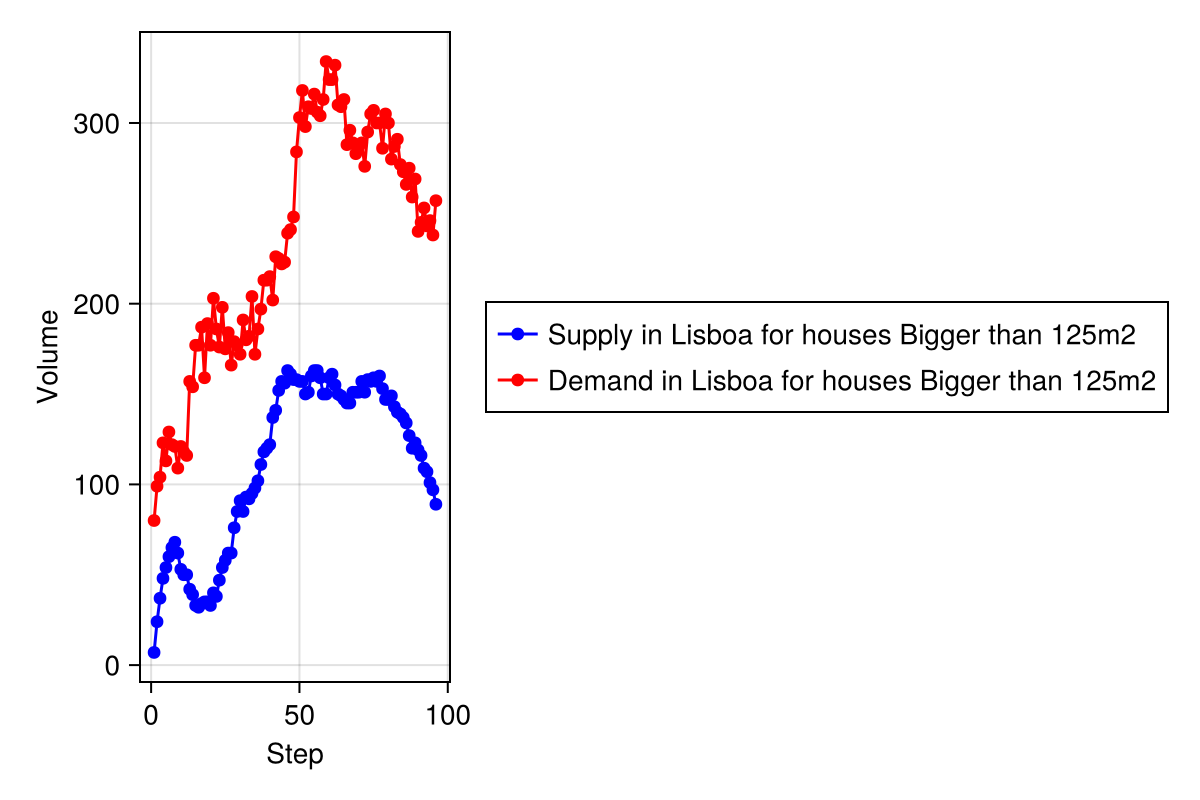 300
200
100
0
Volume
0 50 100
Step
Supply in Lisboa for houses Bigger than 125m2
Demand in Lisboa for houses Bigger than 125m2